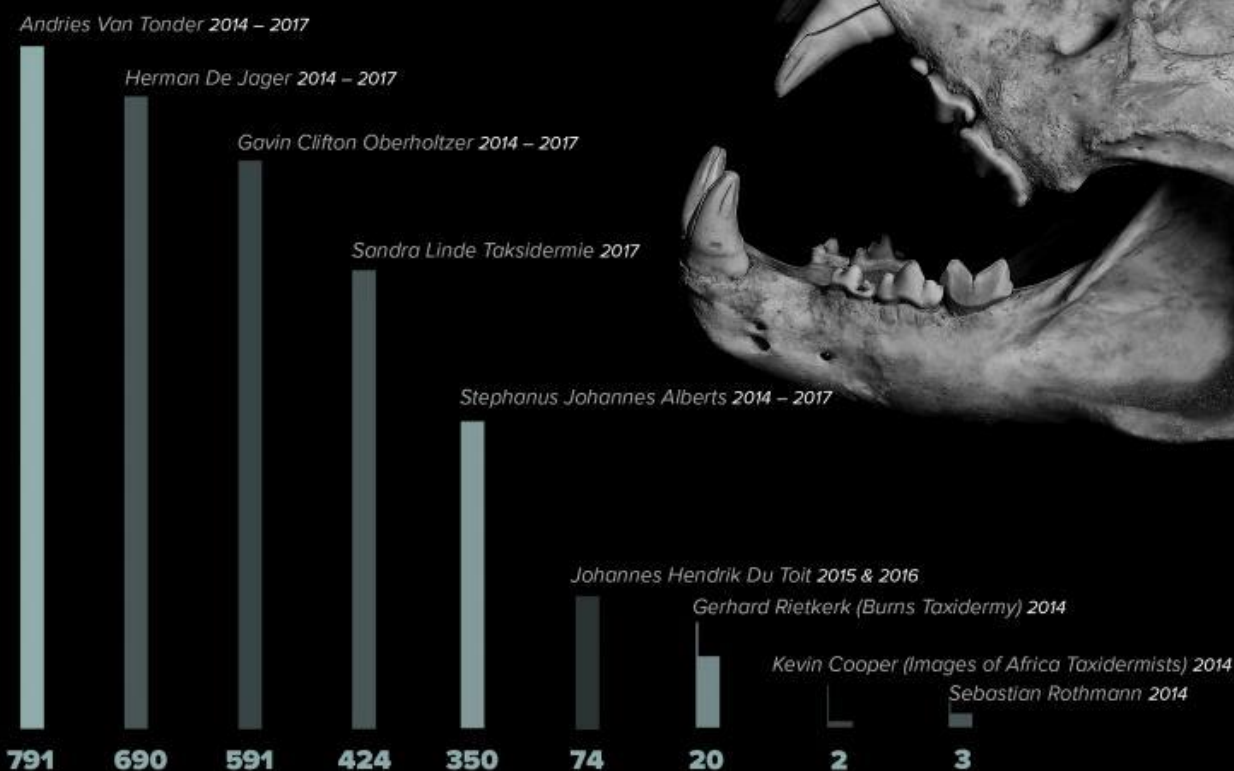 Andries Van Tonder 2014 – 2017
Herman De Jager 2014 – 2017
Gavin Clifton Oberholtzer 2014 – 2017
Sandra Linde Taksidermie 2017
Stephanus Johannes Alberts 2014 – 2017
Johannes Hendrik Du Toit 2015 & 2016
Gerhard Rietkerk (Burns Taxidermy) 2014
Kevin Cooper (Images of Africa Taxidermists) 2014
Sebastian Rothmann 2014
791 690 591 424 350 74 20 2 3